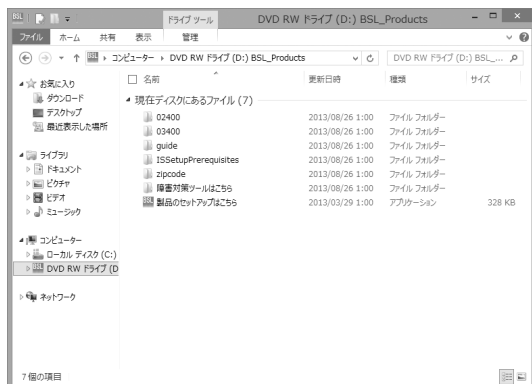 BSL
ドライブ ツール
DVD RW ドライブ (D:) BSL_Products
ファイル
ホーム
共有
表示
管理
BSL
コンピューター
DVD RW ドライブ (D:) BSL_Products
DVD RW ドライブ (D:) BSL_...
お気に入り
ダウンロード
デスクトップ
最近表示した場所
ライブラリ
ドキュメント
ピクチャ
ビデオ
ミュージック
コンピューター
ローカル ディスク (C:)
BSL DVD RW ドライブ (D
ネットワーク
名前 更新日時 種類 サイズ
現在ディスクにあるファイル (7)
02400 2013/08/26 1:00 ファイル フォルダー
03400 2013/08/26 1:00 ファイル フォルダー
guide 2013/08/26 1:00 ファイル フォルダー
ISSetupPrerequisites 2013/08/26 1:00 ファイル フォルダー
zipcode 2013/08/26 1:00 ファイル フォルダー
障害対策ツールはこちら 2013/08/26 1:00 ファイル フォルダー
BSL 製品のセットアップはこちら 2013/03/29 1:00 アプリケーション 328 KB
7 個の項目